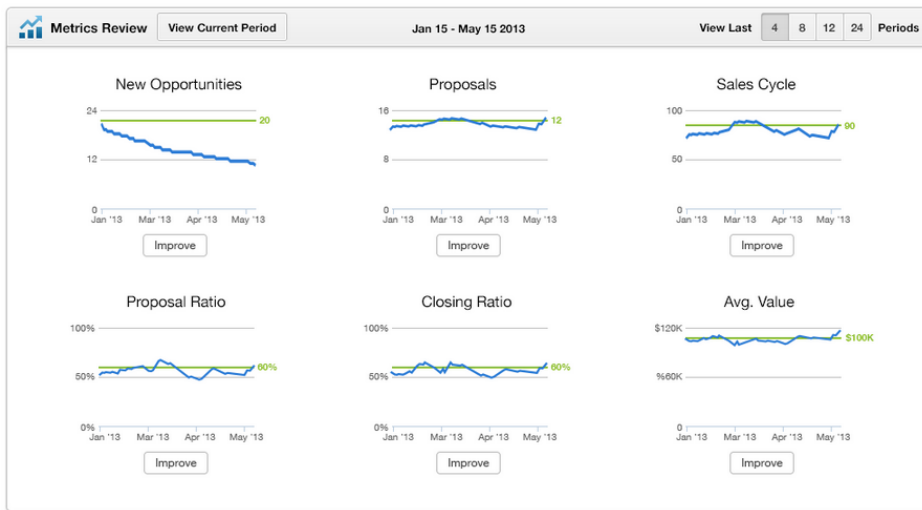 Metrics Review View Current Period Jan 15 - May 15 2013 View Last 4 8 12 24 Periods
New Opportunities
24
20
12
0
Jan '13 Mar '13 Apr '13 May '13
Improve
Proposals
16
12
8
0
Jan '13 Mar '13 Apr '13 May '13
Improve
Sales Cycle
100
90
50
0
Jan '13 Mar '13 Apr '13 May '13
Improve
Proposal Ratio
100%
60%
50%
0%
Jan '13 Mar '13 Apr '13 May '13
Improve
Closing Ratio
100%
60%
50%
0%
Jan '13 Mar '13 Apr '13 May '13
Improve
Avg. Value
$120K
$100K
%60K
0
Jan '13 Mar '13 Apr '13 May '13
Improve